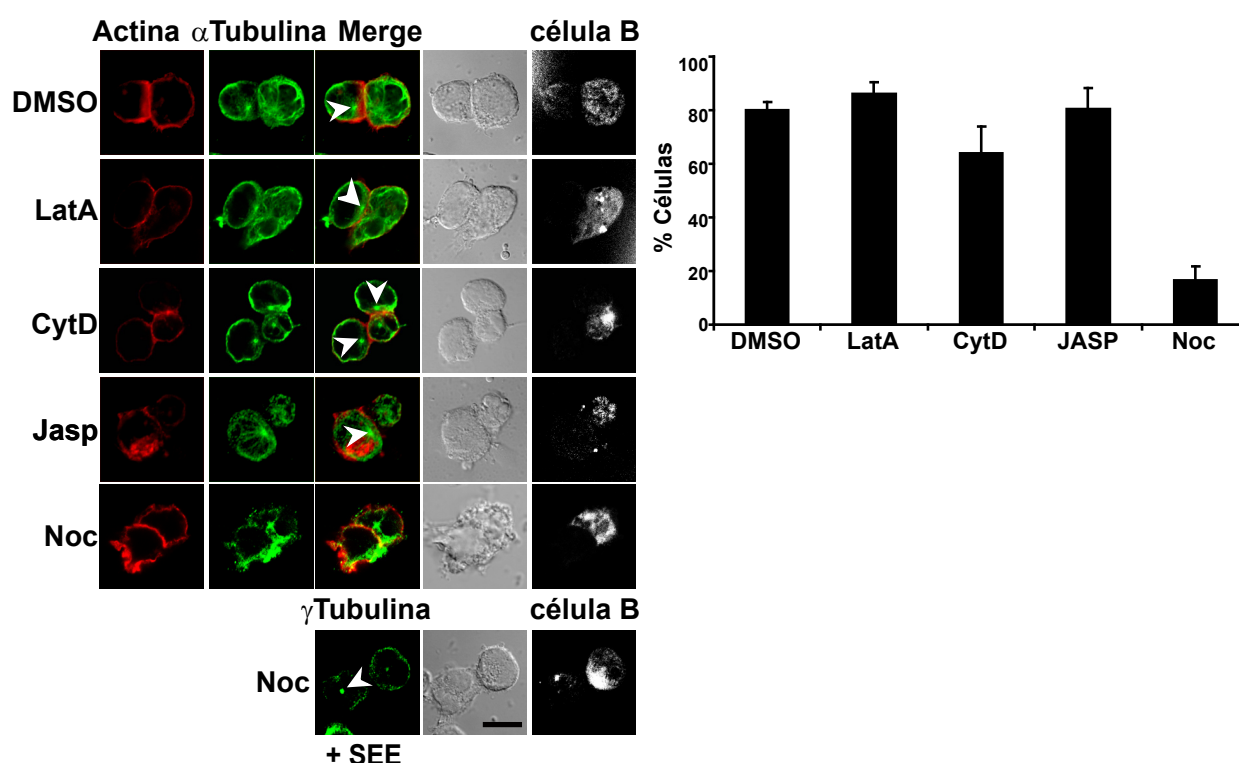 Actina αTubulina Merge célula B
DMSO
LatA
CytD
Jasp
Noc
γTubulina célula B
Noc
+ SEE
% Células
100
80
60
40
20
0
DMSO LatA CytD JASP Noc